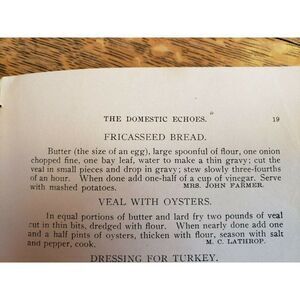 THE DOMESTIC ECHOES. 19
FRICASSEED BREAD.
Butter (the size of an egg), large spoonful of flour, one onion
chopped fine, one bay leaf, water to make a thin gravy; cut the
veal in small pieces and drop in gravy; stew slowly three-fourths
of an hour. When done add one-half of a cup of vinegar. Serve
with mashed potatoes. MRS. JOHN FARMER.
VEAL WITH OYSTERS.
In equal portions of butter and lard fry two pounds of veal
cut in thin bits, dredged with flour. When nearly done add one
and a half pints of oysters, thicken with flour, season with salt
and pepper, cook. M. C. LATHROP.
DRESSING FOR TURKEY.